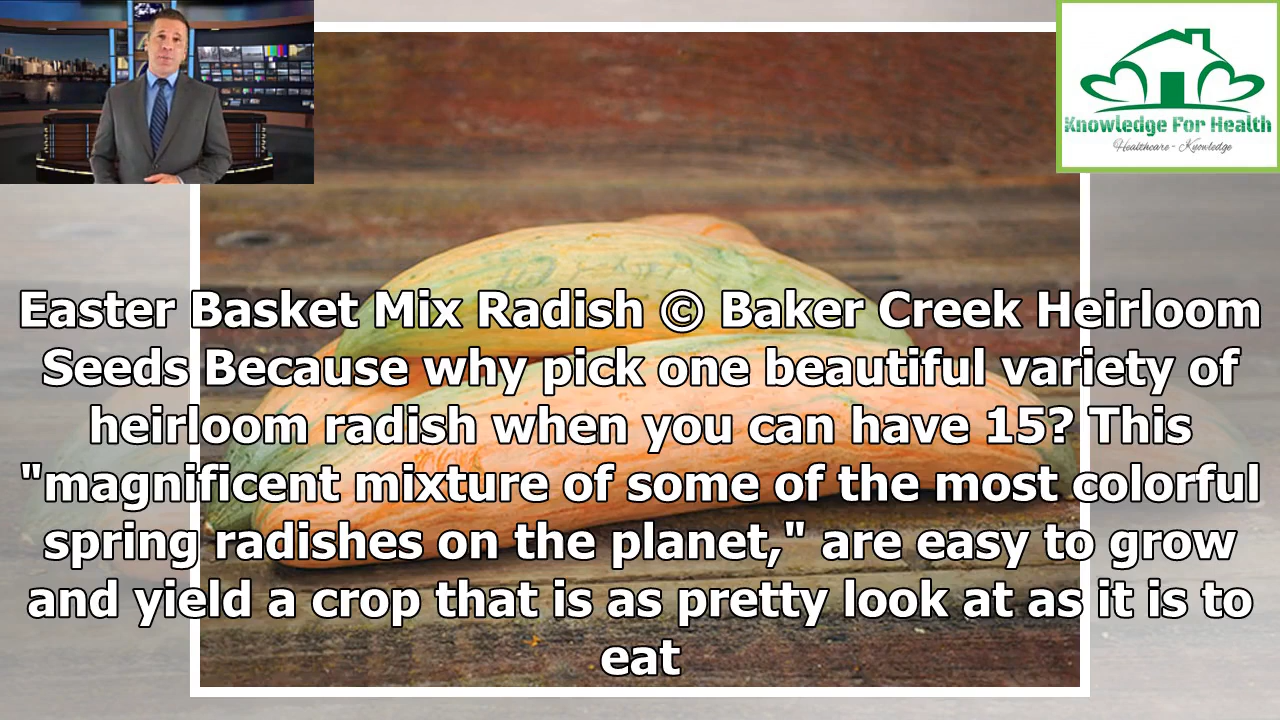 Knowledge For Health
Healthcare - Knowledge
Easter Basket Mix Radish © Baker Creek Heirloom
Seeds Because why pick one beautiful variety of
heirloom radish when you can have 15? This
"magnificent mixture of some of the most colorful
spring radishes on the planet," are easy to grow
and yield a crop that is as pretty look at as it is to
eat